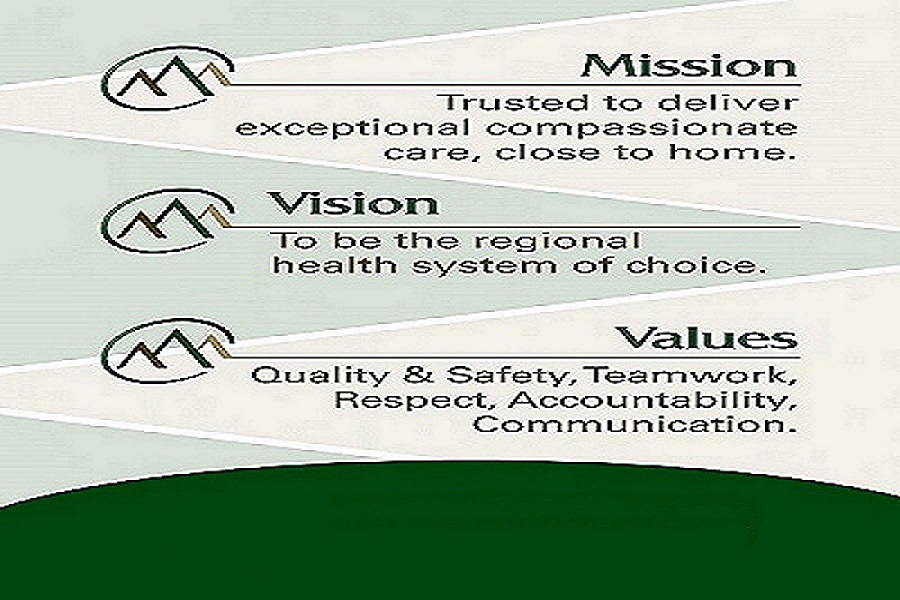 Mission
Trusted to deliver
exceptional compassionate
care, close to home.
Vision
To be the regional
health system of choice.
Values
Quality & Safety, Teamwork,
Respect, Accountability,
Communication.